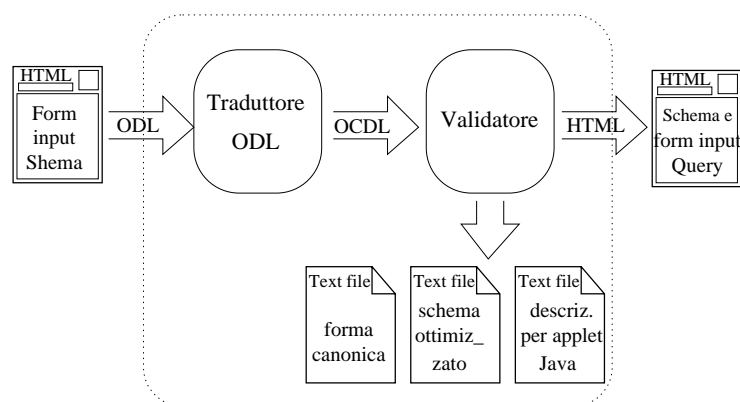 HTML
Form
input
Shema
ODL
Traduttore
ODL
OCDL
Validatore
HTML
HTML
Schema e
form input
Query
Text file
forma
canonica
Text file
schema
ottimiz_
zato
Text file
descriz.
per applet
Java